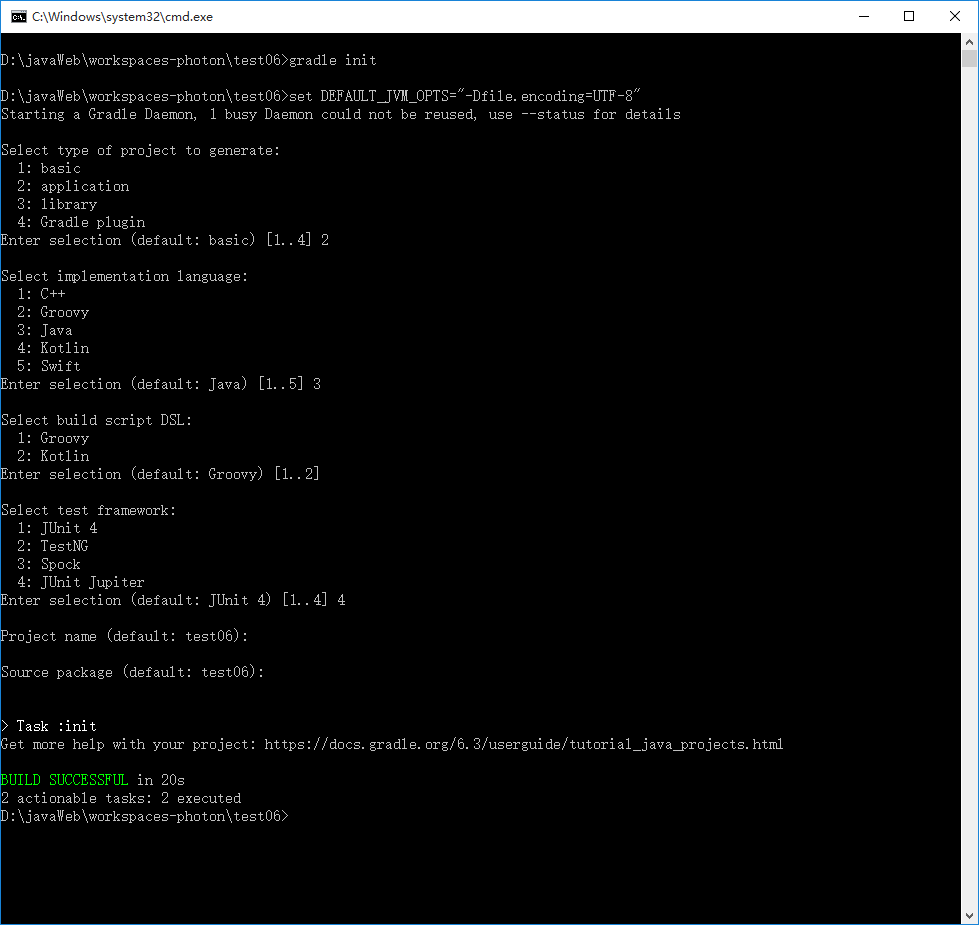 C:\Windows\system32\cmd.exe
D:\javaWeb\workspaces-photon\test06>gradle init
D:\javaWeb\workspaces-photon\test06>set DEFAULT_JVM_OPTS="-Dfile.encoding=UTF-8"
Starting a Gradle Daemon, 1 busy Daemon could not be reused, use --status for details
Select type of project to generate:
  1: basic
  2: application
  3: library
  4: Gradle plugin
Enter selection (default: basic) [1..4] 2
Select implementation language:
  1: C++
  2: Groovy
  3: Java
  4: Kotlin
  5: Swift
Enter selection (default: Java) [1..5] 3
Select build script DSL:
  1: Groovy
  2: Kotlin
Enter selection (default: Groovy) [1..2]
Select test framework:
  1: JUnit 4
  2: TestNG
  3: Spock
  4: JUnit Jupiter
Enter selection (default: JUnit 4) [1..4] 4
Project name (default: test06):
Source package (default: test06):
> Task :init
Get more help with your project: https://docs.gradle.org/6.3/userguide/tutorial_java_projects.html
BUILD SUCCESSFUL in 20s
2 actionable tasks: 2 executed
D:\javaWeb\workspaces-photon\test06>